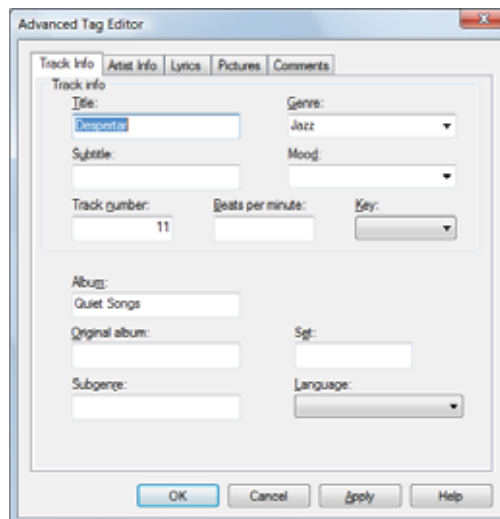 Advanced Tag Editor
Track Info Artist Info Lyrics Pictures Comments
Track info
Title: Genre:
Despertar Jazz
Subtitle: Mood:
Track number: Beats per minute: Key:
11
Album:
Quiet Songs
Original album: Set:
Subgenre: Language:
OK Cancel Apply Help